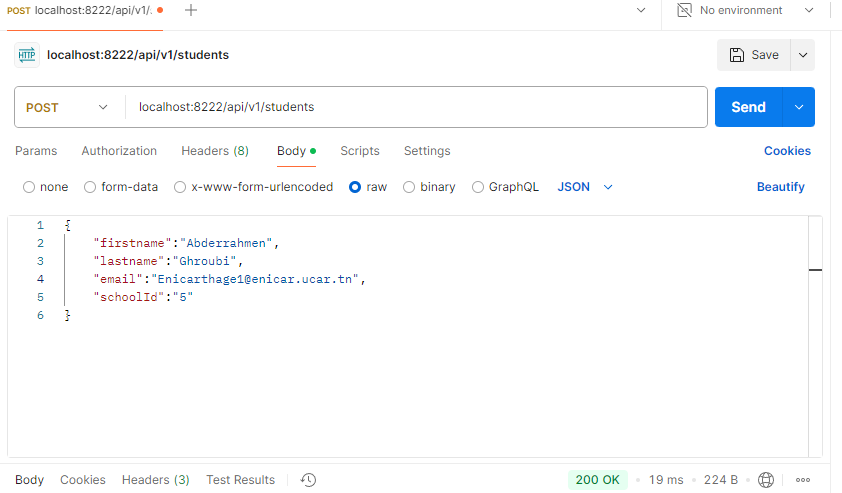 POST localhost:8222/api/v1/. No environment
HTTP localhost:8222/api/v1/students Save
POST localhost:8222/api/v1/students Send
Params Authorization Headers (8) Body Scripts Settings Cookies
none form-data x-www-form-urlencoded raw binary GraphQL JSON Beautify
1 {
2 "firstname":"Abderrahmen",
3 "lastname":"Ghroubi",
4 "email":"Enicarthage1@enicar.ucar.tn",
5 "schoolId":"5"
6 }
Body Cookies Headers (3) Test Results 200 OK 19 ms 224 B